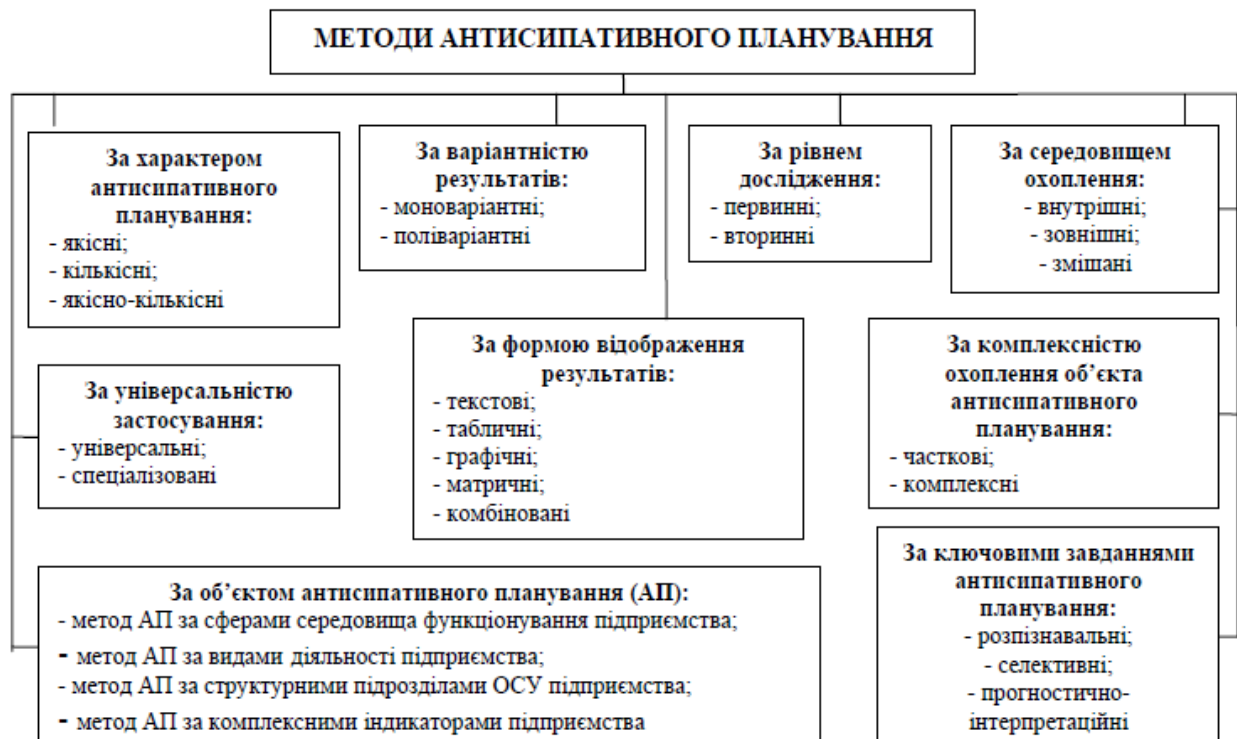 МЕТОДИ АНТИСИПАТИВНОГО ПЛАНУВАННЯ
За характером
антисипативного
планування:
- якісні;
- кількісні;
- якісно-кількісні
За варіантністю
результатів:
- моноваріантні;
- поліваріантні
За рівнем
дослідження:
- первинні;
- вторинні
За середовищем
охоплення:
- внутрішні;
- зовнішні;
- змішані
За універсальністю
застосування:
- універсальні;
- спеціалізовані
За формою відображення
результатів:
- текстові;
- табличні;
- графічні;
- матричні;
- комбіновані
За комплексністю
охоплення об’єкта
антисипативного
планування:
- часткові;
- комплексні
За об’єктом антисипативного планування (АП):
- метод АП за сферами середовища функціонування підприємства;
- метод АП за видами діяльності підприємства;
- метод АП за структурними підрозділами ОСУ підприємства;
- метод АП за комплексними індикаторами підприємства
За ключовими завданнями
антисипативного
планування:
- розпізнавальні;
- селективні;
- прогностично-
інтерпретаційні